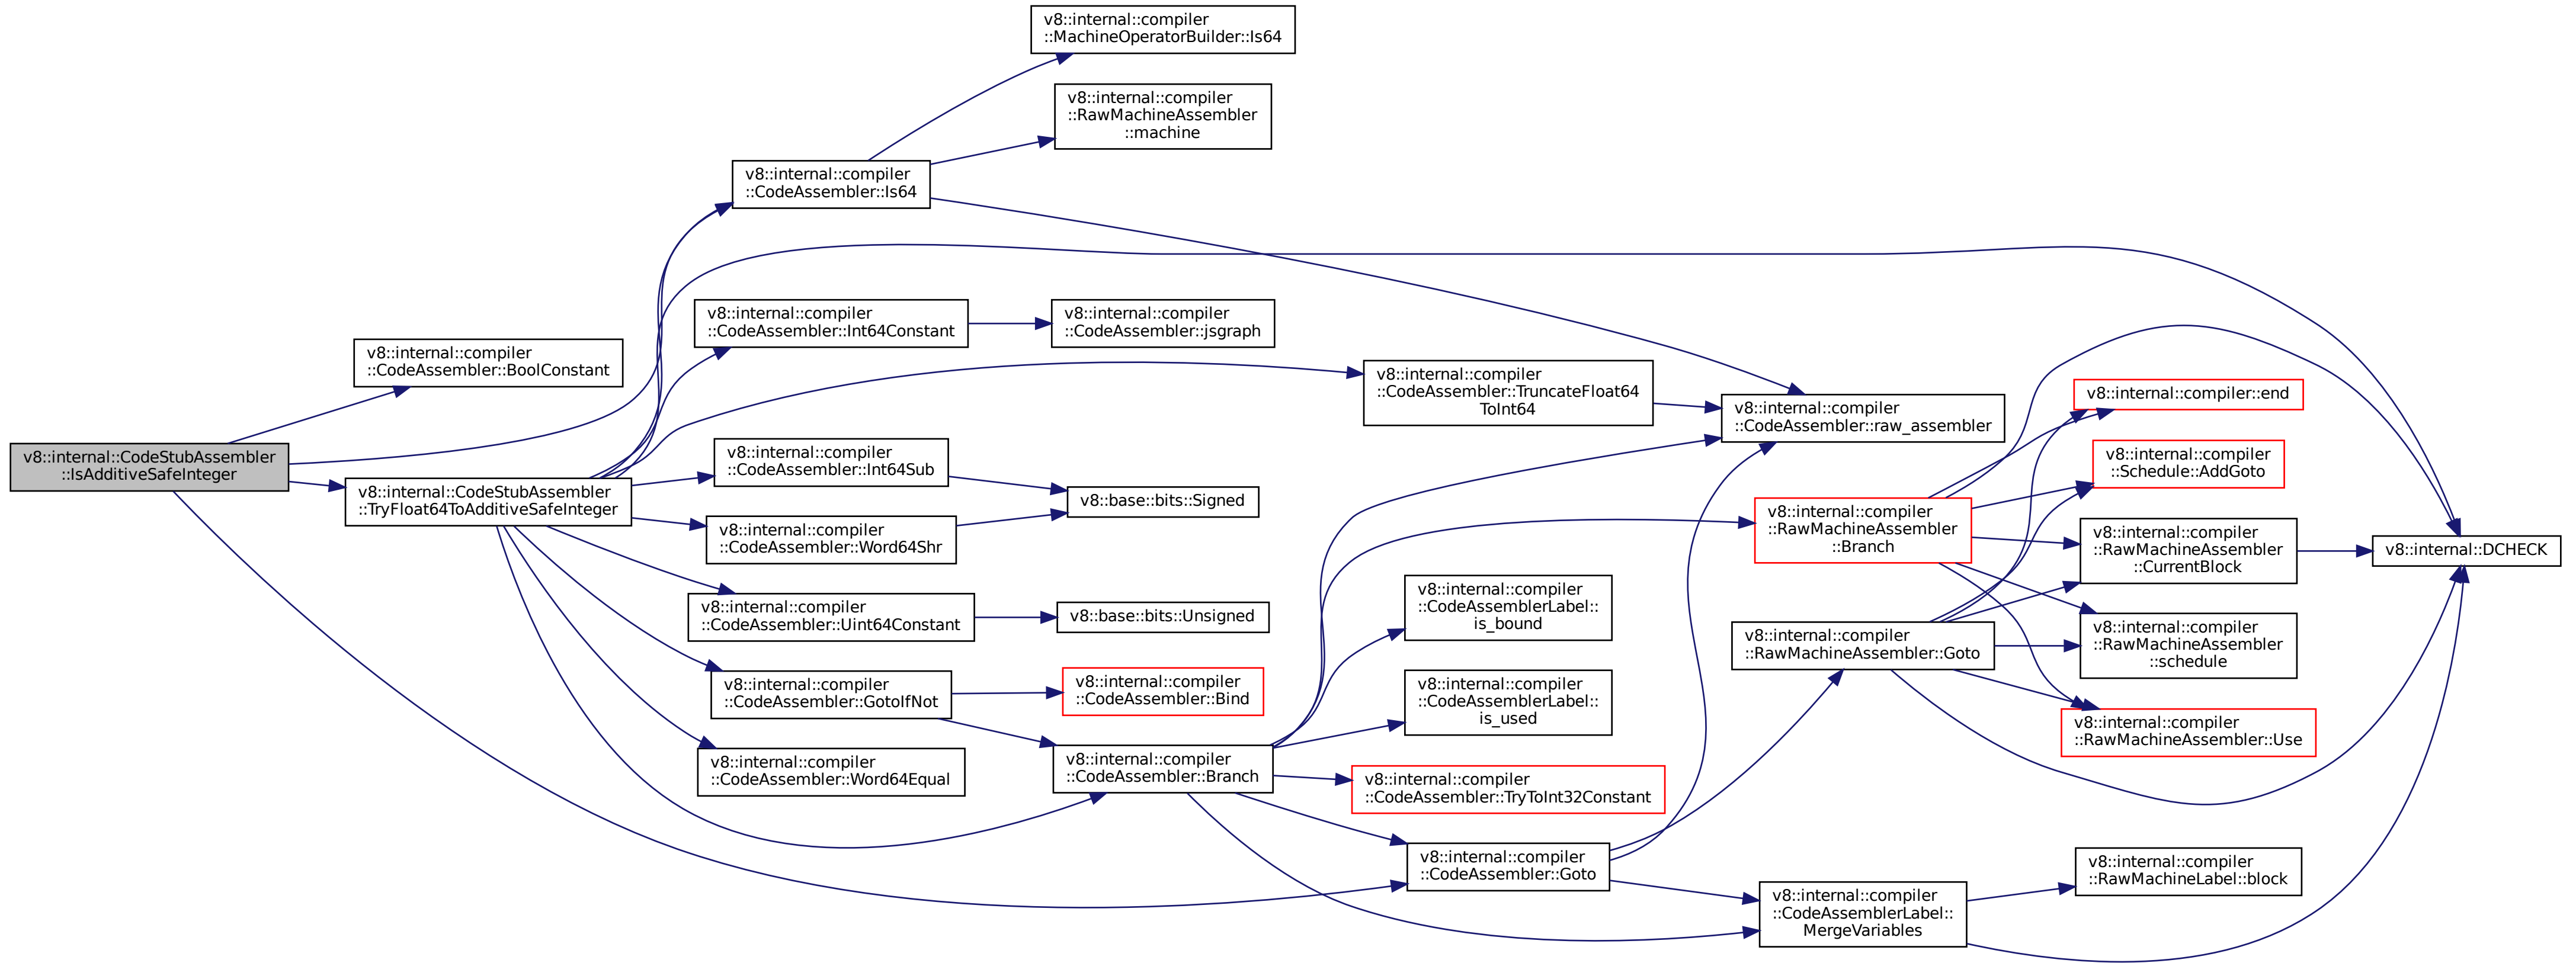 v8::internal::CodeStubAssembler
::IsAdditiveSafeInteger
v8::internal::compiler
::CodeAssembler::BoolConstant
v8::internal::CodeStubAssembler
::TryFloat64ToAdditiveSafeInteger
v8::internal::compiler
::CodeAssembler::Is64
v8::internal::compiler
::CodeAssembler::Int64Constant
v8::internal::compiler
::CodeAssembler::Int64Sub
v8::internal::compiler
::CodeAssembler::Word64Shr
v8::internal::compiler
::CodeAssembler::Uint64Constant
v8::internal::compiler
::CodeAssembler::GotoIfNot
v8::internal::compiler
::CodeAssembler::Word64Equal
v8::internal::compiler
::MachineOperatorBuilder::Is64
v8::internal::compiler
::RawMachineAssembler
::machine
v8::internal::compiler
::CodeAssembler::jsgraph
v8::base::bits::Signed
v8::base::bits::Unsigned
v8::internal::compiler
::CodeAssembler::Bind
v8::internal::compiler
::CodeAssembler::Branch
v8::internal::compiler
::CodeAssembler::TruncateFloat64
ToInt64
v8::internal::compiler
::CodeAssemblerLabel::
is_bound
v8::internal::compiler
::CodeAssemblerLabel::
is_used
v8::internal::compiler
::CodeAssembler::TryToInt32Constant
v8::internal::compiler
::CodeAssembler::Goto
v8::internal::compiler
::CodeAssembler::raw_assembler
v8::internal::compiler
::RawMachineAssembler
::Branch
v8::internal::compiler
::RawMachineAssembler::Goto
v8::internal::compiler
::CodeAssemblerLabel::
MergeVariables
v8::internal::compiler::end
v8::internal::compiler
::Schedule::AddGoto
v8::internal::compiler
::RawMachineAssembler
::CurrentBlock
v8::internal::compiler
::RawMachineAssembler
::schedule
v8::internal::compiler
::RawMachineAssembler::Use
v8::internal::compiler
::RawMachineLabel::block
v8::internal::DCHECK